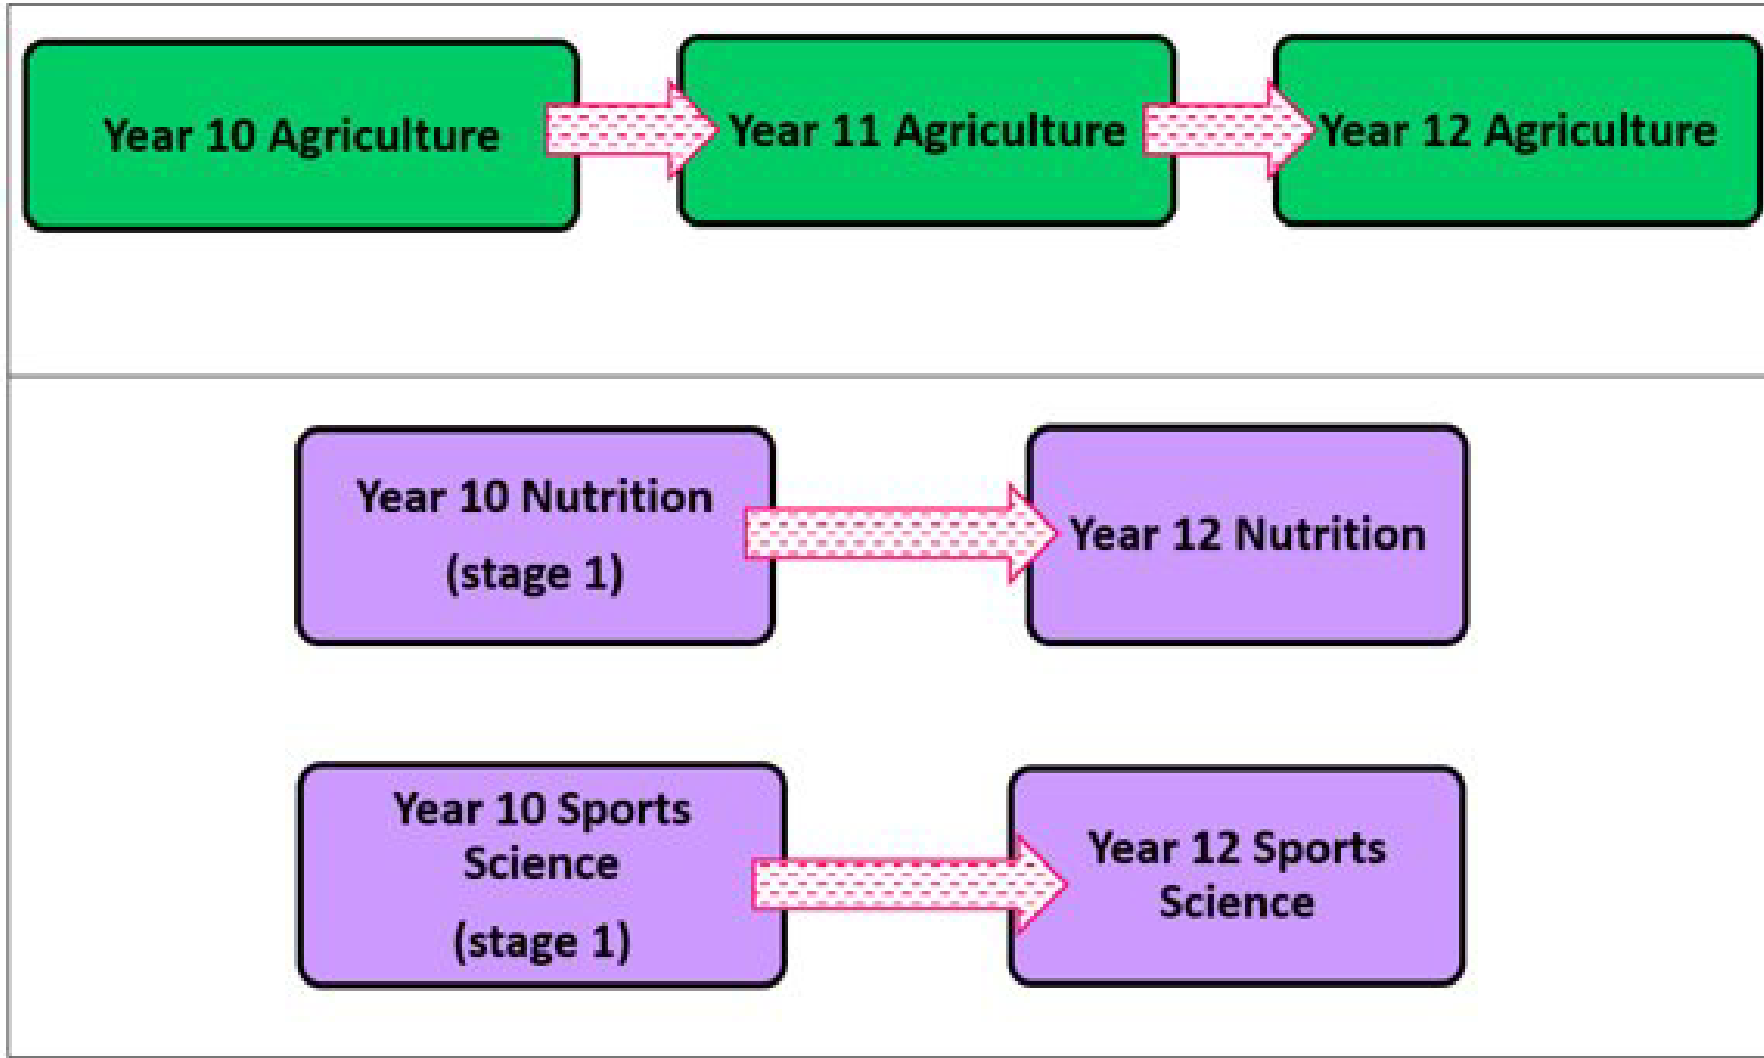 Year 10 Agriculture
Year 11 Agriculture
Year 12 Agriculture
Year 10 Nutrition
(stage 1)
Year 12 Nutrition
Year 10 Sports
Science
(stage 1)
Year 12 Sports
Science